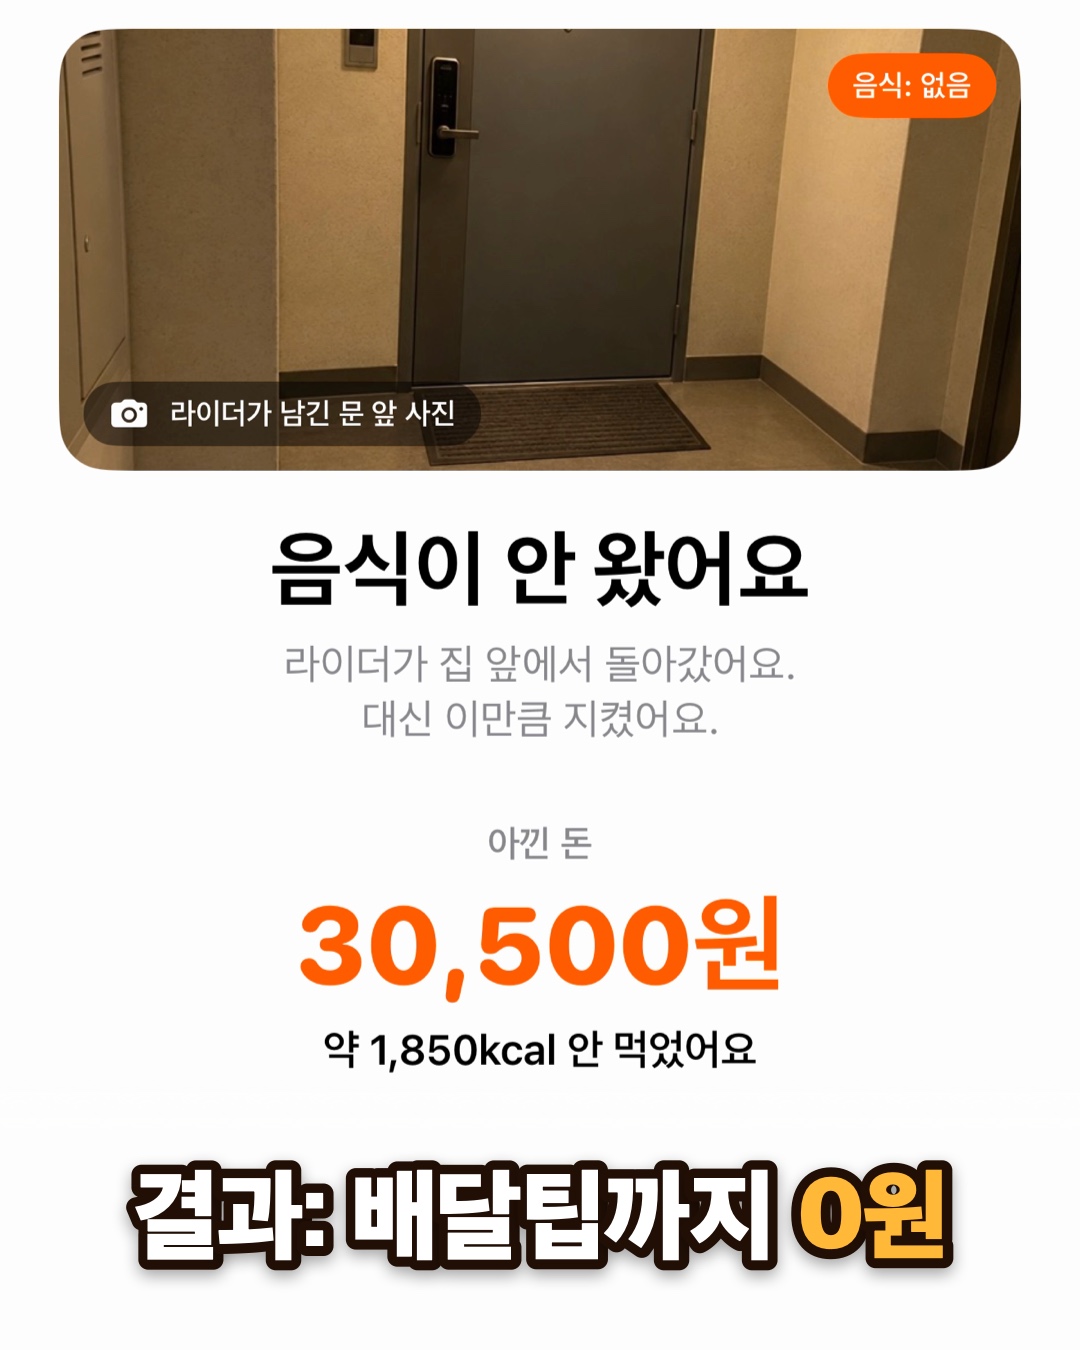 음식: 없음
라이더가 남긴 문 앞 사진
음식이 안 왔어요
라이더가 집 앞에서 돌아갔어요.
대신 이만큼 지켰어요.
아낀 돈
30,500원
약 1,850kcal 안 먹었어요
결과: 배달팁까지 0원